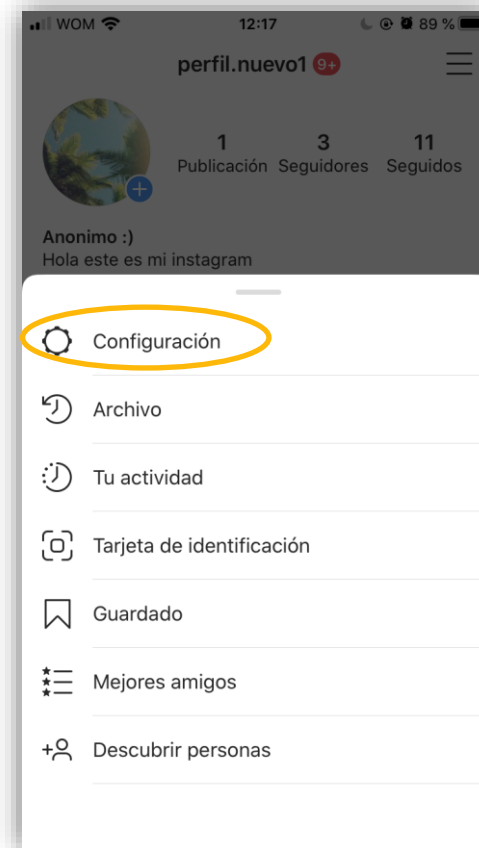 WOM 12:17 89 %
perfil.nuevo1 9+
1 3 11
Publicación Seguidores Seguidos
Anonimo :)
Hola este es mi instagram
Configuración
Archivo
Tu actividad
Tarjeta de identificación
Guardado
Mejores amigos
Descubrir personas